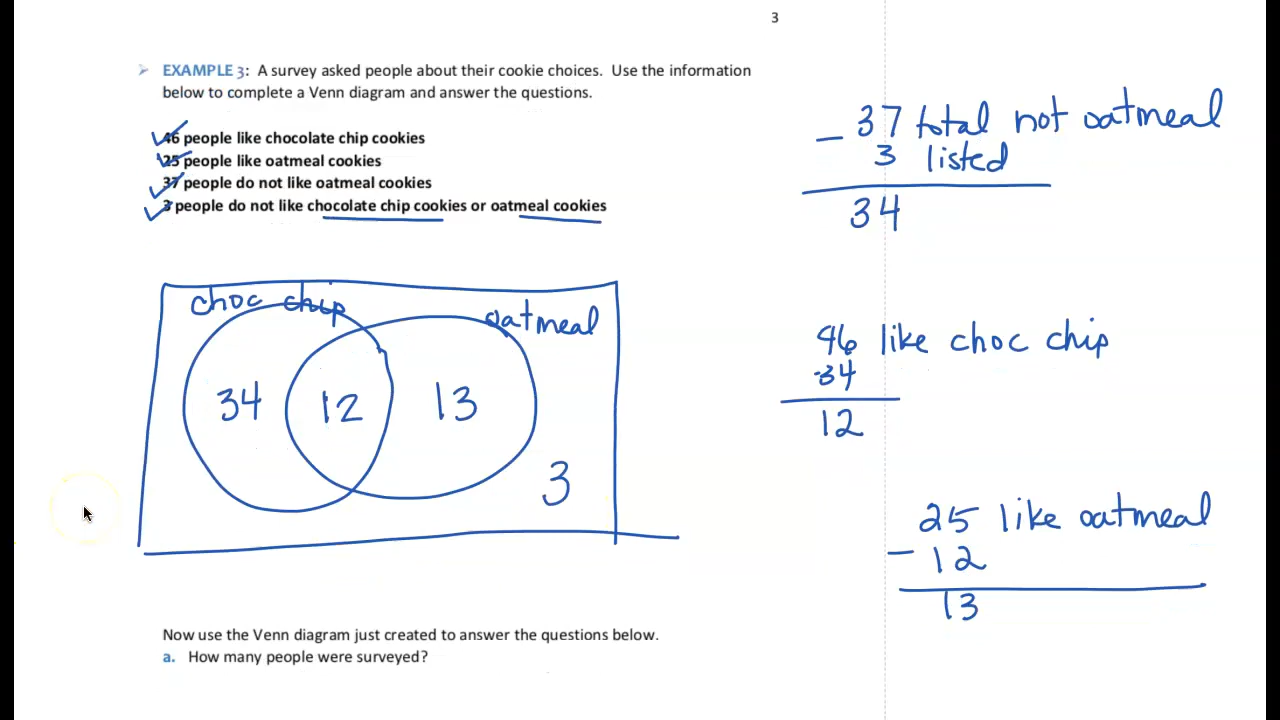 3
EXAMPLE 3: A survey asked people about their cookie choices. Use the information
below to complete a Venn diagram and answer the questions.
46 people like chocolate chip cookies
25 people like oatmeal cookies
37 people do not like oatmeal cookies
3 people do not like chocolate chip cookies or oatmeal cookies
choc chip
oatmeal
34 12 13
3
- 37 total not oatmeal
3 listed
34
46 like choc chip
-34
12
25 like oatmeal
- 12
13
Now use the Venn diagram just created to answer the questions below.
a. How many people were surveyed?